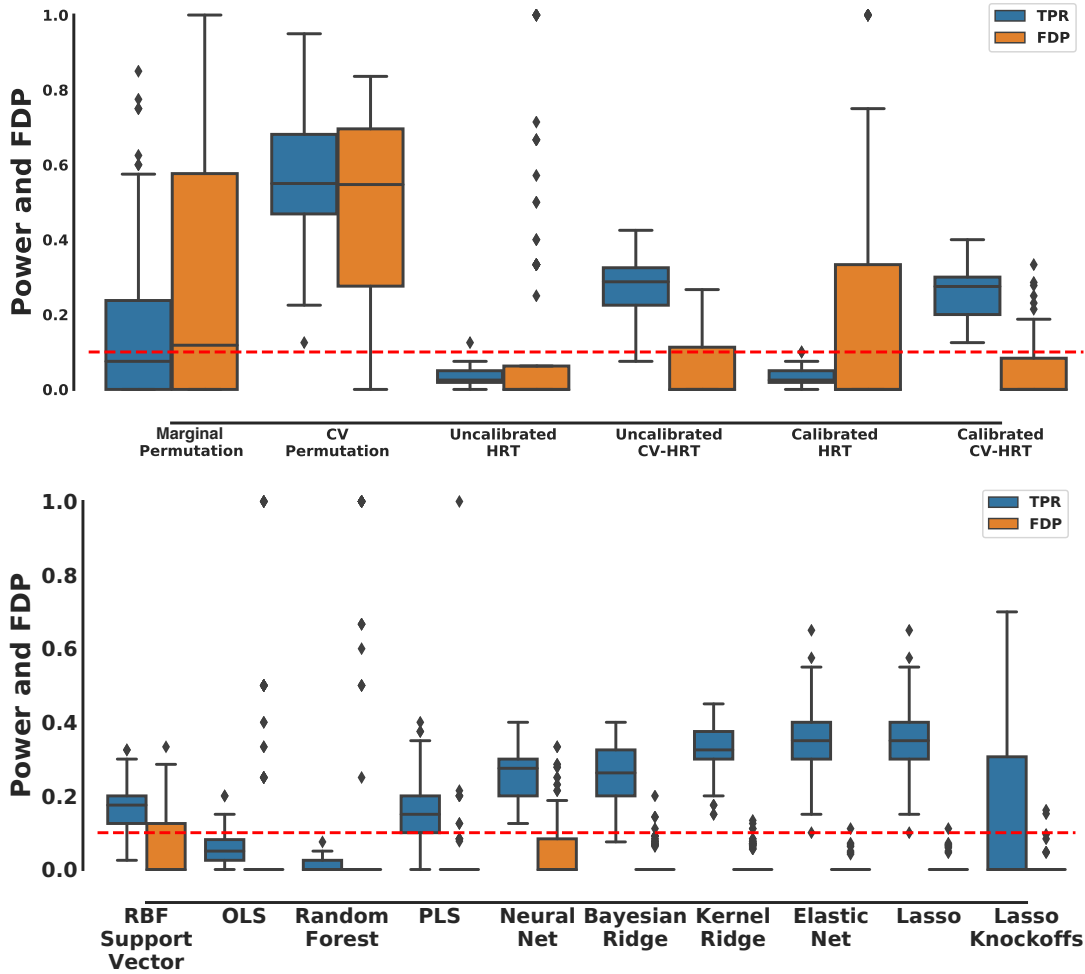 Power and FDP
1.0
0.8
0.6
0.4
0.2
0.0
TPR
FDP
Marginal
Permutation
CV
Permutation
Uncalibrated
HRT
Uncalibrated
CV-HRT
Calibrated
HRT
Calibrated
CV-HRT
Power and FDP
1.0
0.8
0.6
0.4
0.2
0.0
TPR
FDP
RBF
Support
Vector
OLS
Random
Forest
PLS
Neural
Net
Bayesian
Ridge
Kernel
Ridge
Elastic
Net
Lasso
Lasso
Knockoffs